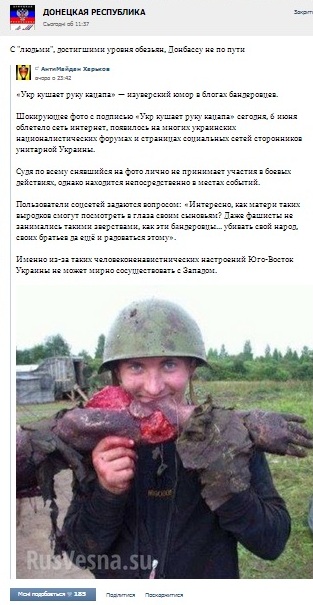 ДОНЕЦКАЯ РЕСПУБЛИКА
Сьогодні об 11:37
С "людьми", достигшими уровня обезьян, Донбассу не по пути
АнтиМайдан Харьков
вчора о 23:42
«Укр кушает руку кацапа» — изуверский юмор в блогах бандеровцев.
Шокирующее фото с подписью «Укр кушает руку кацапа» сегодня, 6 июня
облетело сеть интернет, появилось на многих украинских
националистических форумах и страницах социальных сетей сторонников
унитарной Украины.
Судя по всему снявшийся на фото лично не принимает участия в боевых
действиях, однако находится непосредственно в местах событий.
Пользователи соцсетей задаются вопросом: «Интересно, как матери таких
выродков смогут посмотреть в глаза своим сыновьям? Даже фашисты не
занимались такими зверствами, как эти бандеровцы... убивать свой народ,
своих братьев да ещё и радоваться этому».
Именно из-за таких человеконенавистнических настроений Юго-Восток
Украины не может мирно сосуществовать с Западом.
RusVesna.su
Мені подобається 185 Поділитися Поскаржитися